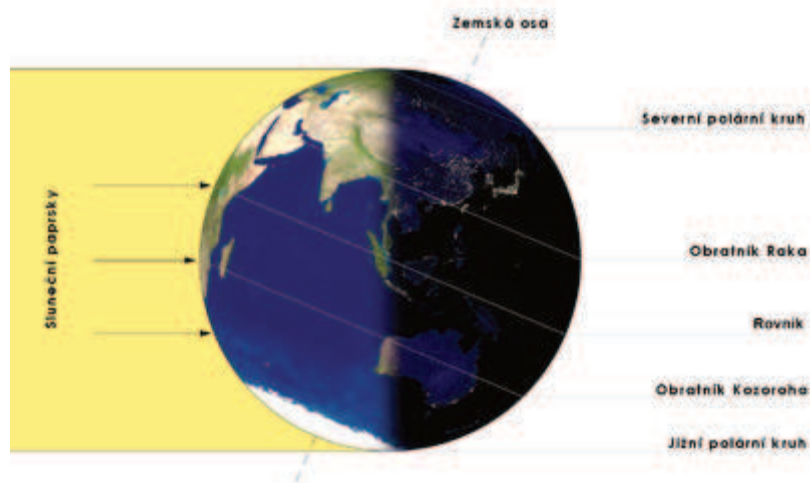 Zemská osa
Severní polární kruh
Sluneční paprsky
Obratník Raka
Rovník
Obratník Kozoroha
Jižní polární kruh